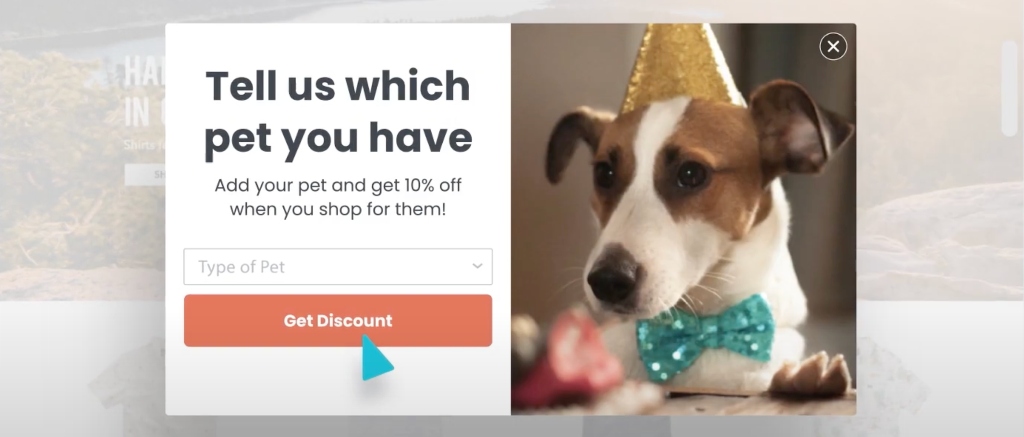 Tell us which
pet you have
Add your pet and get 10% off
when you shop for them!
Type of Pet
Get Discount